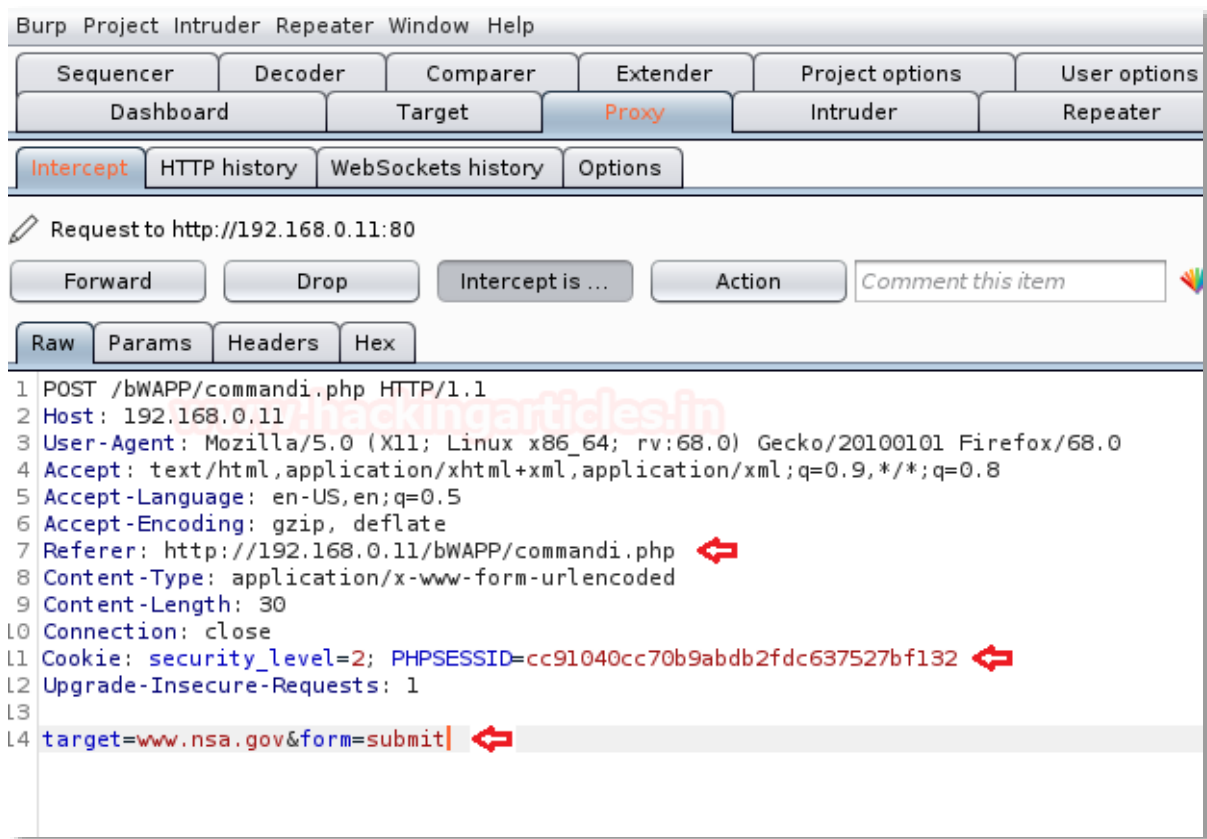 Burp Project Intruder Repeater Window Help
Sequencer Decoder Comparer Extender Project options User options
Dashboard Target Proxy Intruder Repeater
Intercept HTTP history WebSockets history Options
Request to http://192.168.0.11:80
Forward Drop Intercept is ... Action Comment this item
Raw Params Headers Hex
www.hackingarticles.in
1 POST /bWAPP/commandi.php HTTP/1.1
2 Host: 192.168.0.11
3 User-Agent: Mozilla/5.0 (X11; Linux x86_64; rv:68.0) Gecko/20100101 Firefox/68.0
4 Accept: text/html,application/xhtml+xml,application/xml;q=0.9,*/*;q=0.8
5 Accept-Language: en-US,en;q=0.5
6 Accept-Encoding: gzip, deflate
7 Referer: http://192.168.0.11/bWAPP/commandi.php
8 Content-Type: application/x-www-form-urlencoded
9 Content-Length: 30
10 Connection: close
11 Cookie: security_level=2; PHPSESSID=cc91040cc70b9abdb2fdc637527bf132
12 Upgrade-Insecure-Requests: 1
13
14 target=www.nsa.gov&form=submit